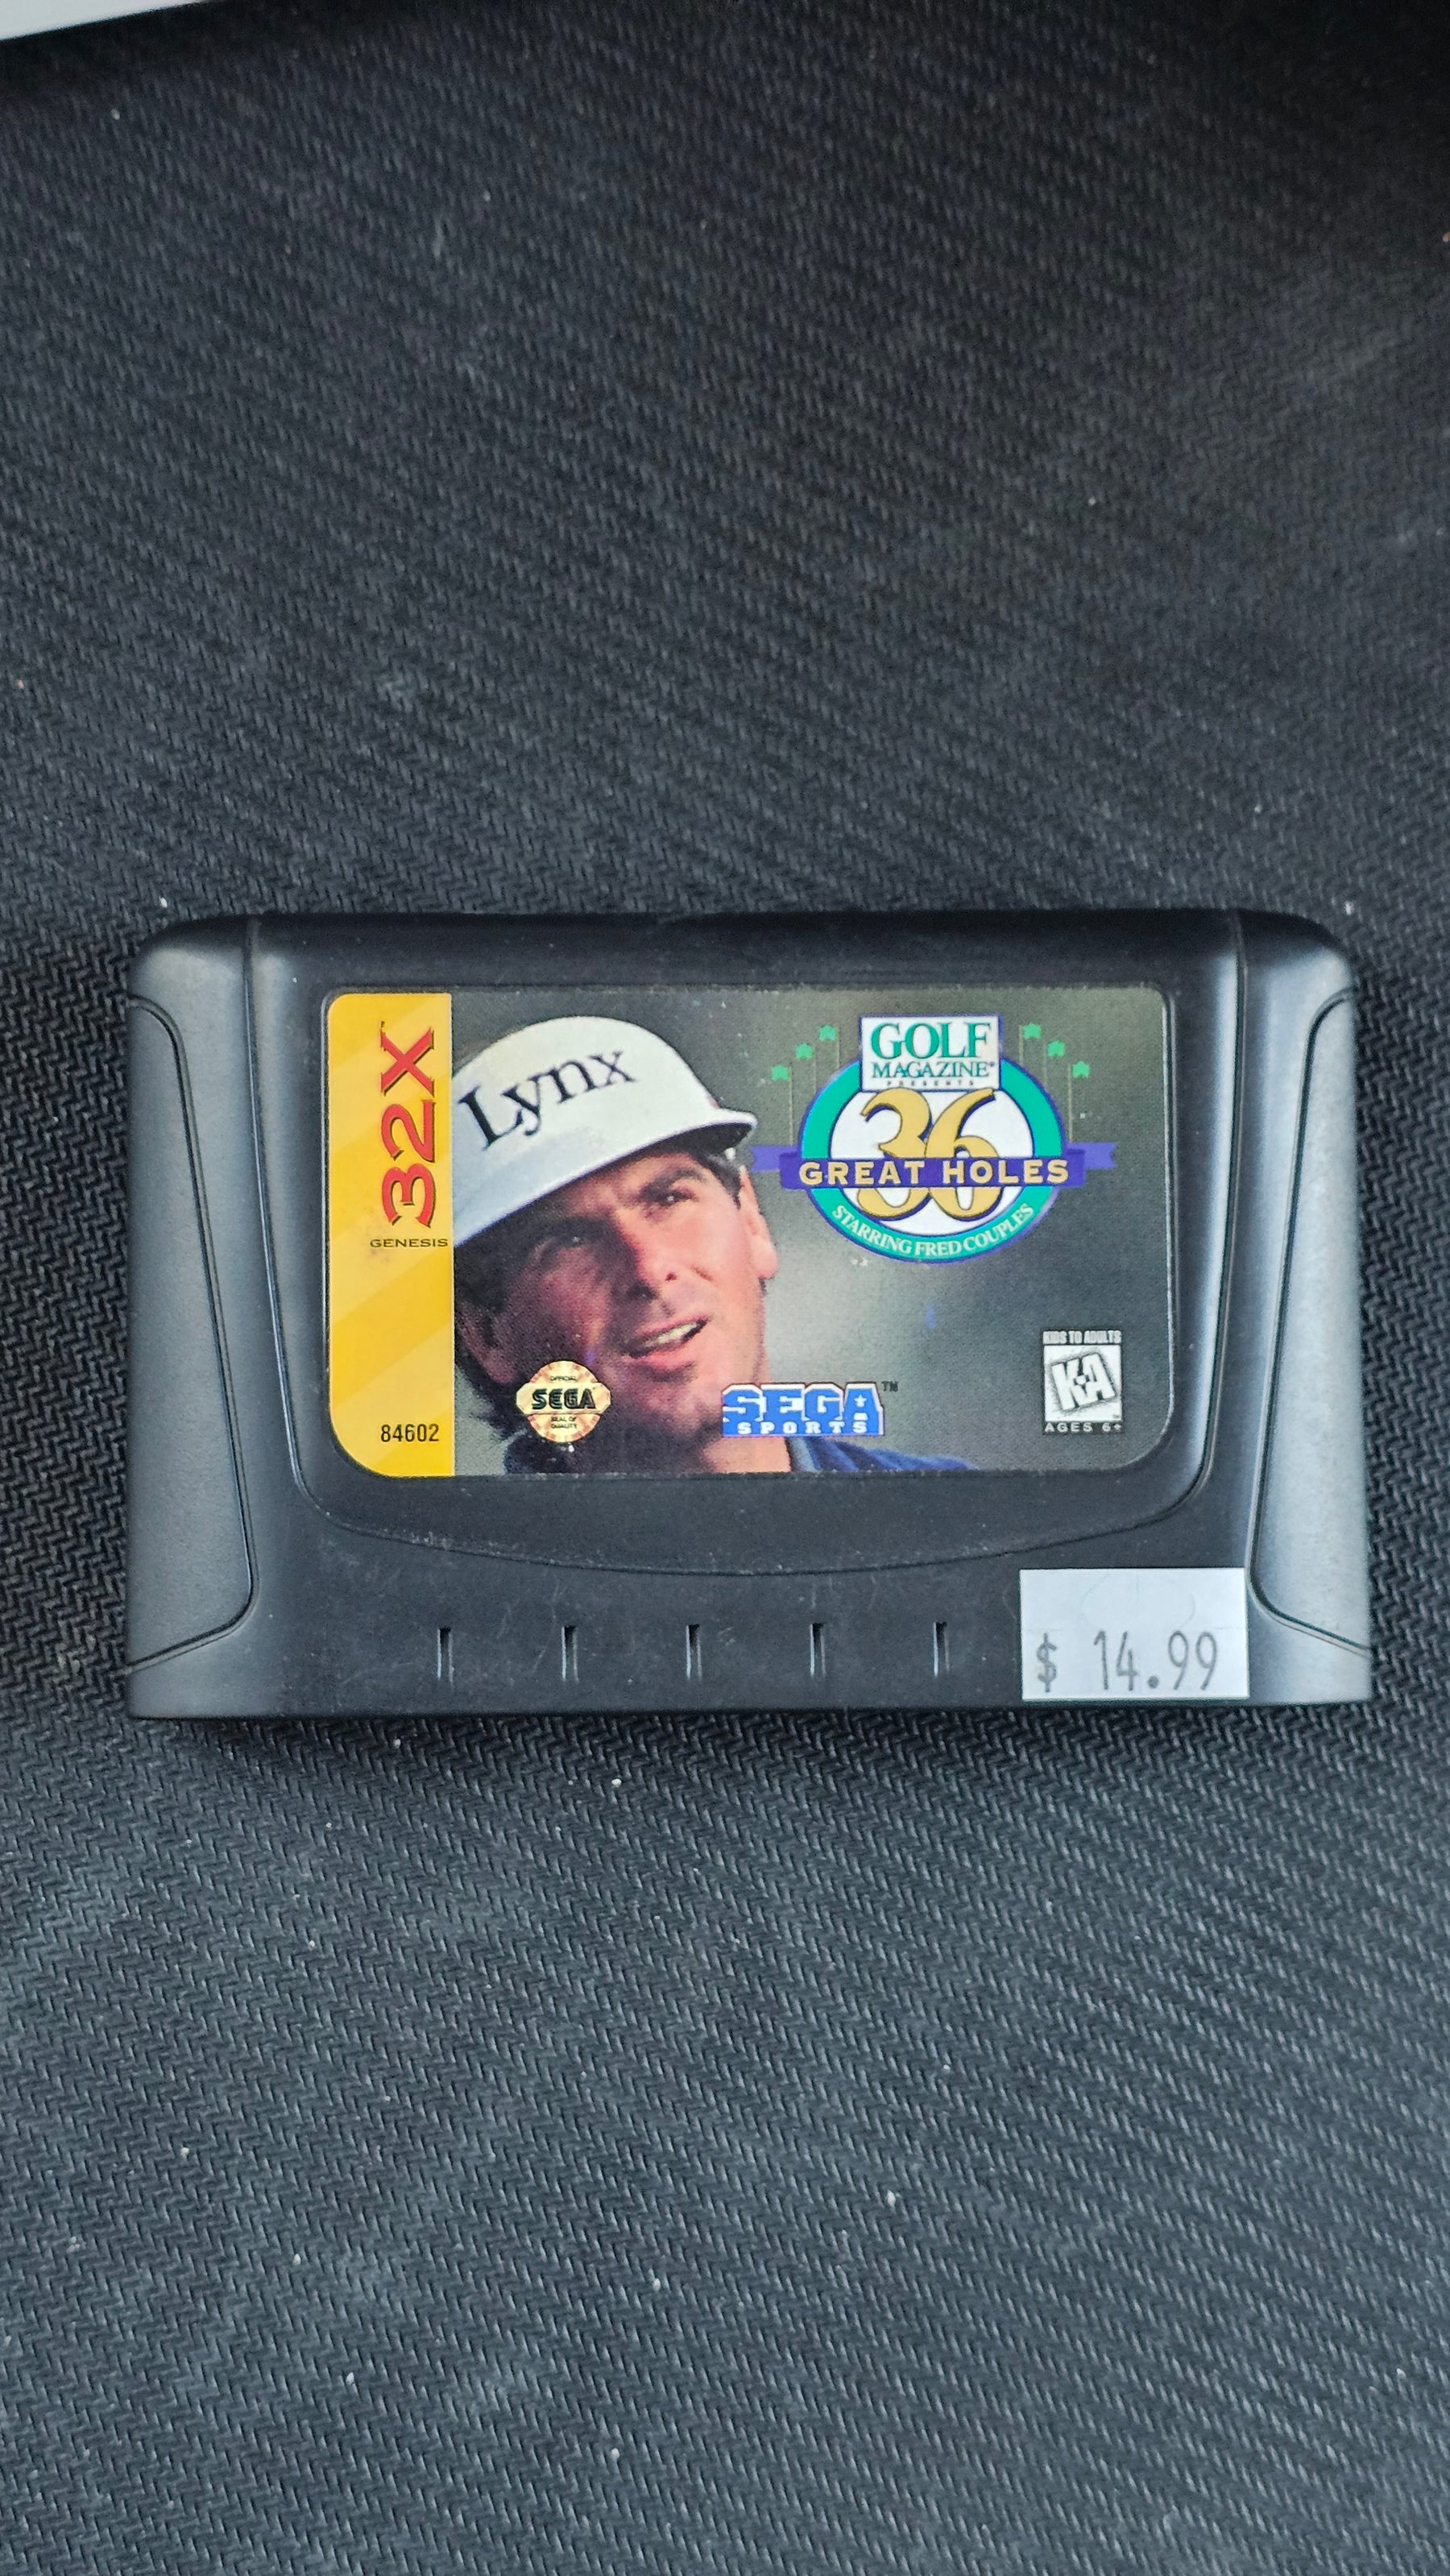 32X
GENESIS
84602
Lynx
GOLF
MAGAZINE®
PRESENTS
36
GREAT HOLES
STARRING FRED COUPLES
OFFICIAL
SEGA
SEAL OF
QUALITY
SEGA™
SPORTS
KIDS TO ADULTS
K-A
AGES 6+
$ 14.99